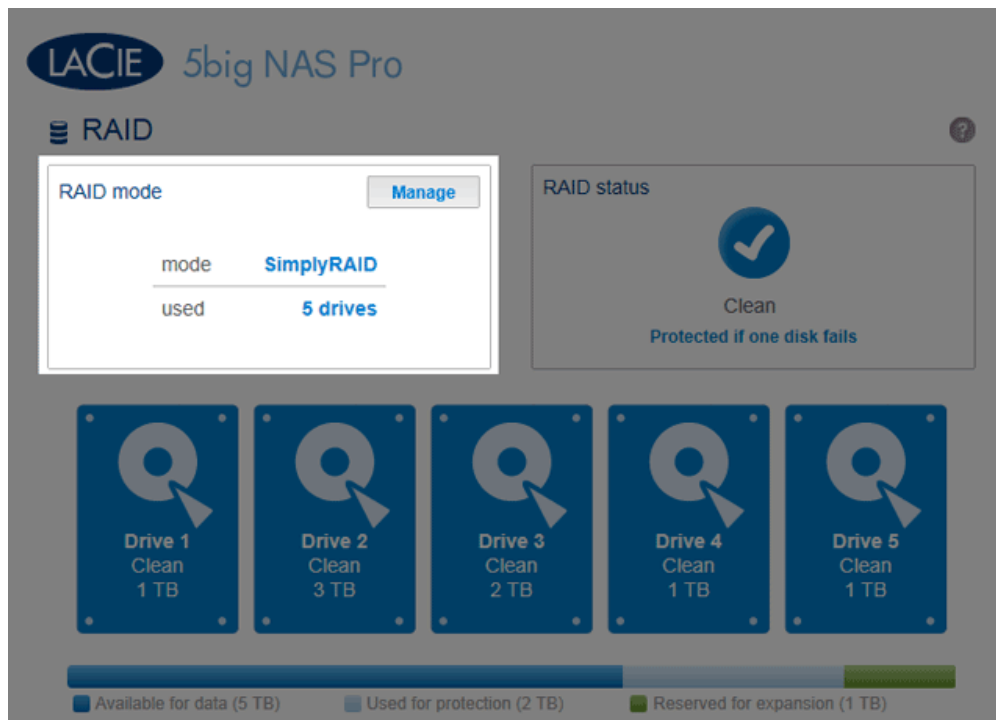 LACIE 5big NAS Pro
RAID
?
RAID mode
Manage
mode SimplyRAID
used 5 drives
RAID status
Clean
Protected if one disk fails
Drive 1
Clean
1 TB
Drive 2
Clean
3 TB
Drive 3
Clean
2 TB
Drive 4
Clean
1 TB
Drive 5
Clean
1 TB
Available for data (5 TB)
Used for protection (2 TB)
Reserved for expansion (1 TB)